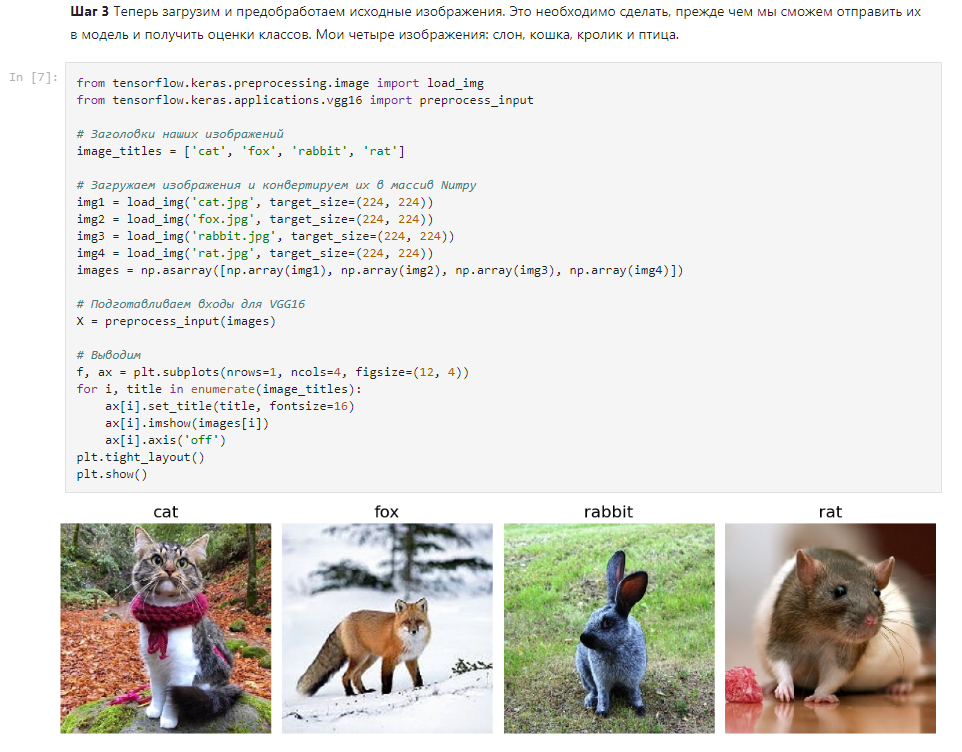 Шаг 3 Теперь загрузим и предобработаем исходные изображения. Это необходимо сделать, прежде чем мы сможем отправить их
в модель и получить оценки классов. Мои четыре изображения: слон, кошка, кролик и птица.
In [7]:
from tensorflow.keras.preprocessing.image import load_img
from tensorflow.keras.applications.vgg16 import preprocess_input
# Заголовки наших изображений
image_titles = ['cat', 'fox', 'rabbit', 'rat']
# Загружаем изображения и конвертируем их в массив Numpy
img1 = load_img('cat.jpg', target_size=(224, 224))
img2 = load_img('fox.jpg', target_size=(224, 224))
img3 = load_img('rabbit.jpg', target_size=(224, 224))
img4 = load_img('rat.jpg', target_size=(224, 224))
images = np.asarray([np.array(img1), np.array(img2), np.array(img3), np.array(img4)])
# Подготавливаем входы для VGG16
X = preprocess_input(images)
# Выводим
f, ax = plt.subplots(nrows=1, ncols=4, figsize=(12, 4))
for i, title in enumerate(image_titles):
    ax[i].set_title(title, fontsize=16)
    ax[i].imshow(images[i])
    ax[i].axis('off')
plt.tight_layout()
plt.show()
cat fox rabbit rat